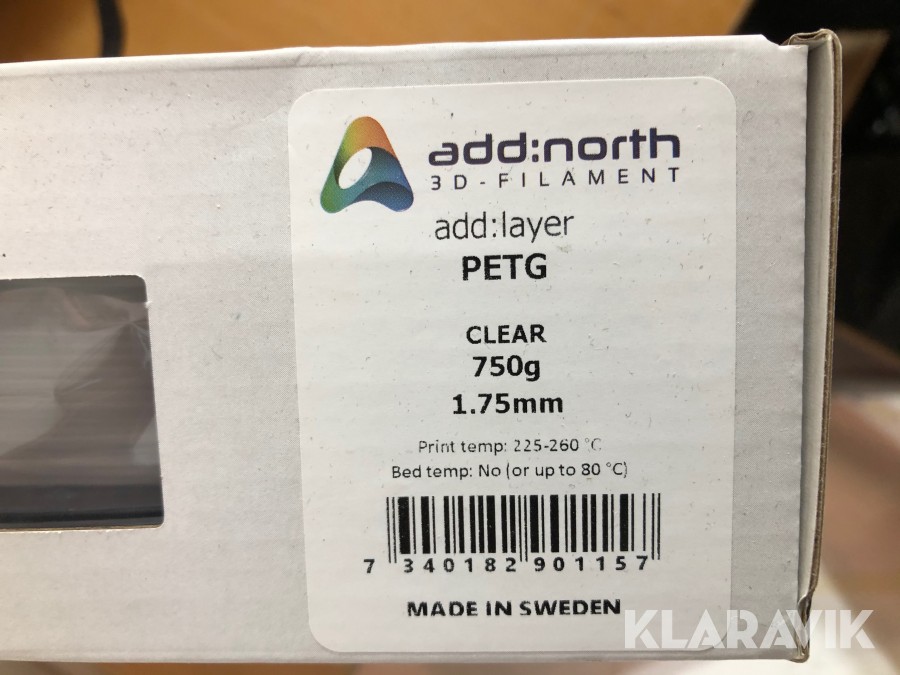 add:north
3D-FILAMENT
add:layer
PETG
CLEAR
750g
1.75mm
Print temp: 225-260 °C
Bed temp: No (or up to 80 °C)
7 340182 901157
MADE IN SWEDEN
KLARAVIK